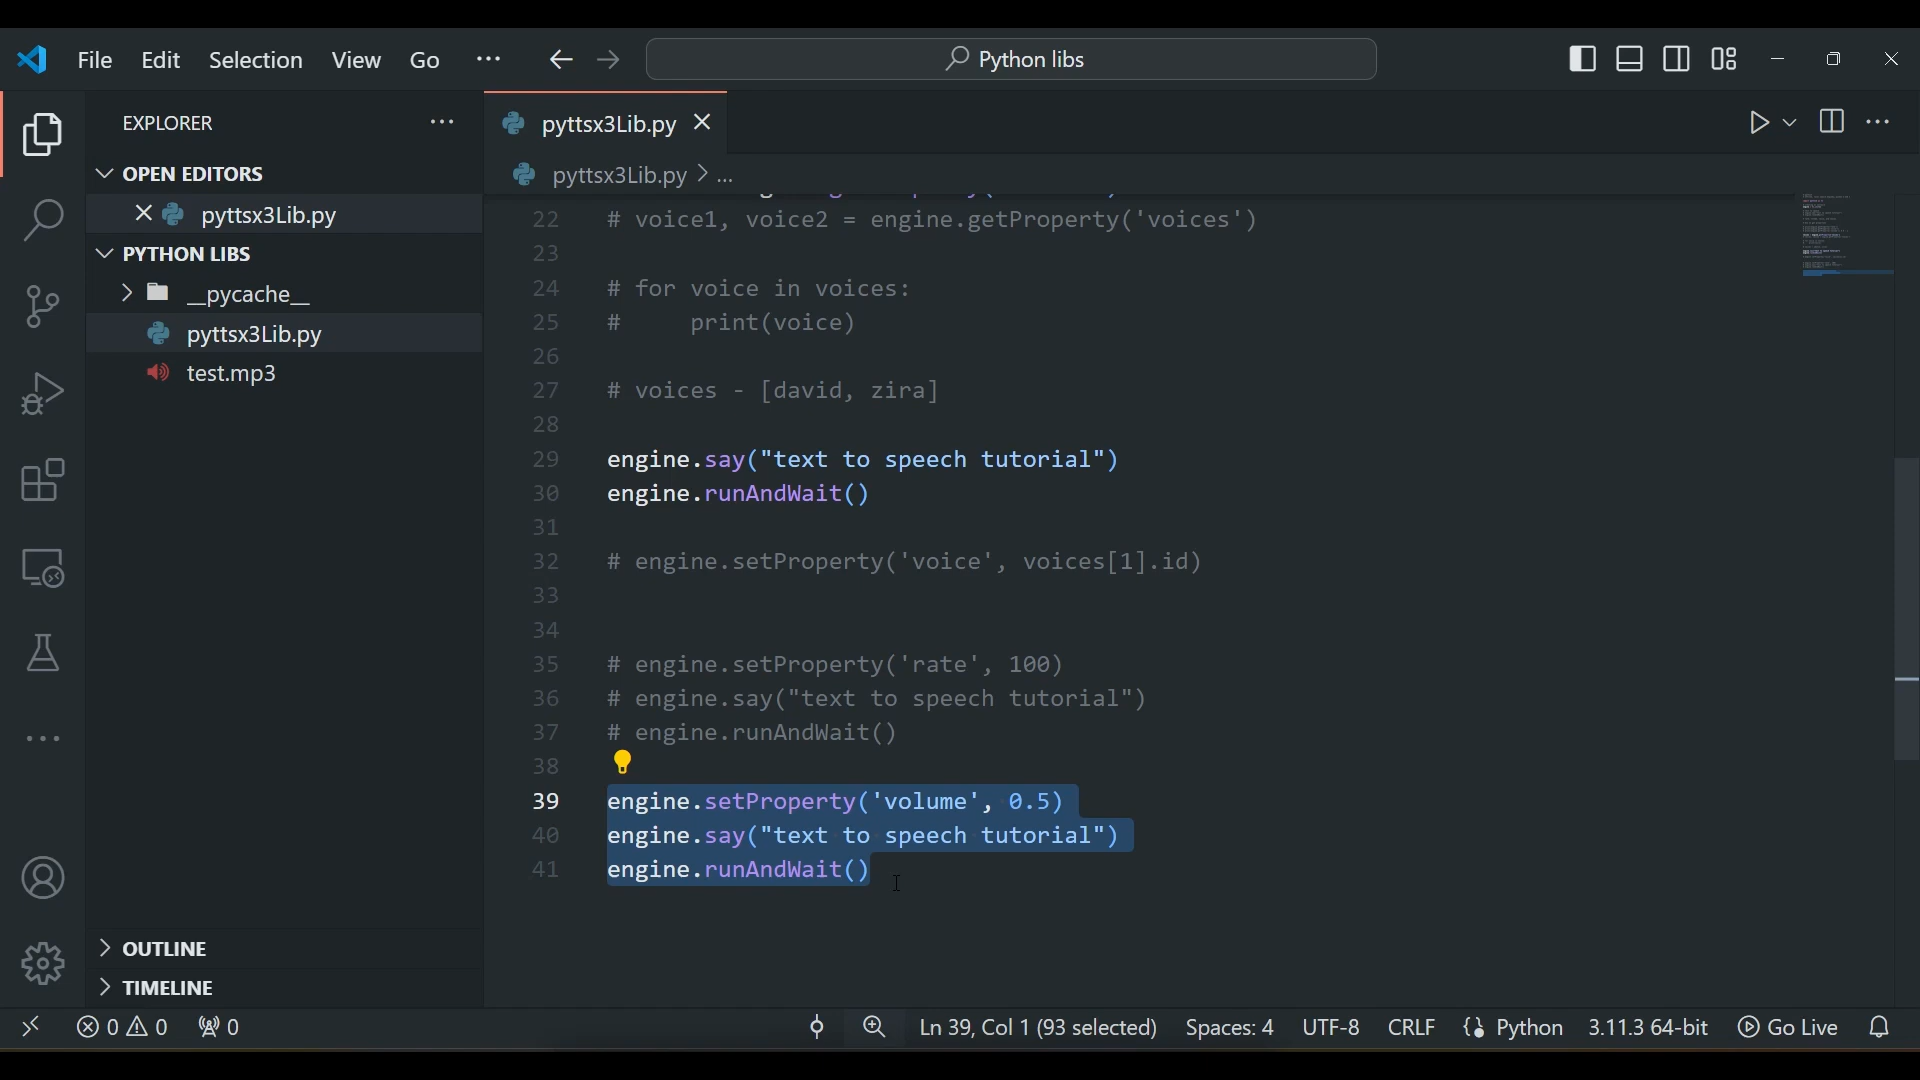 File Edit Selection View Go ··· Python libs
EXPLORER ···
OPEN EDITORS
pyttsx3Lib.py
PYTHON LIBS
__pycache__
pyttsx3Lib.py
test.mp3
OUTLINE
TIMELINE
pyttsx3Lib.py
pyttsx3Lib.py > ...
22 # voice1, voice2 = engine.getProperty('voices')
23
24 # for voice in voices:
25 #     print(voice)
26
27 # voices - [david, zira]
28
29 engine.say("text to speech tutorial")
30 engine.runAndWait()
31
32 # engine.setProperty('voice', voices[1].id)
33
34
35 # engine.setProperty('rate', 100)
36 # engine.say("text to speech tutorial")
37 # engine.runAndWait()
38
39 engine.setProperty('volume', 0.5)
40 engine.say("text to speech tutorial")
41 engine.runAndWait()
0 0 0 Ln 39, Col 1 (93 selected) Spaces: 4 UTF-8 CRLF Python 3.11.3 64-bit Go Live